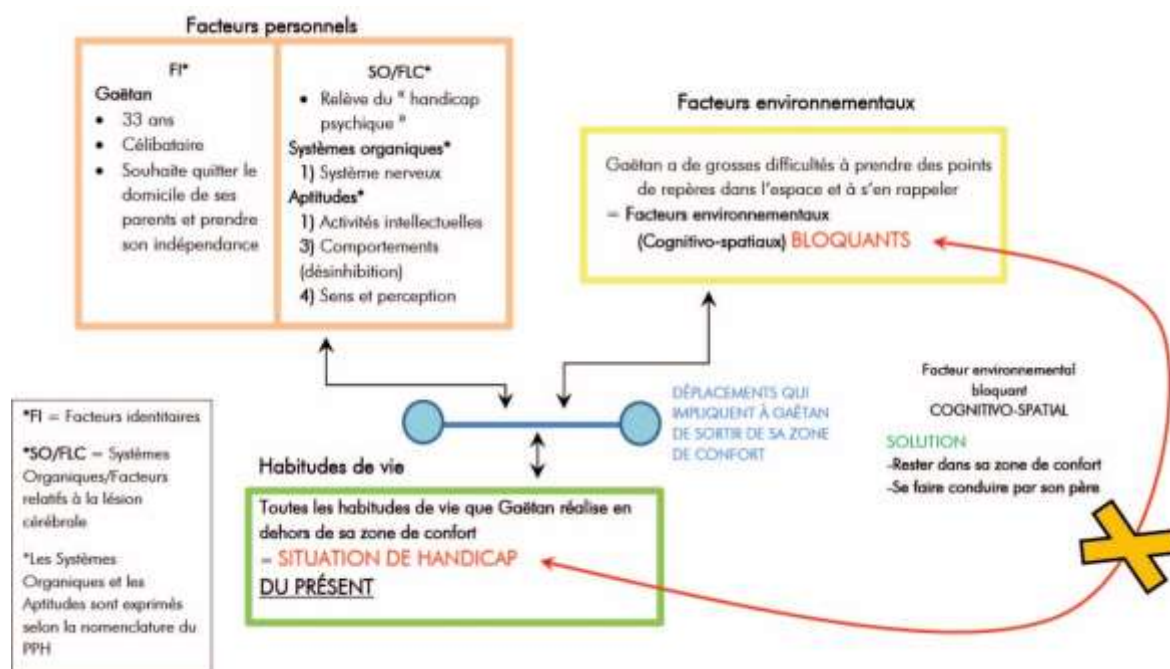 Facteurs personnels
FI*
Gaëtan
• 33 ans
• Célibataire
• Souhaite quitter le
domicile de ses
parents et prendre
son indépendance
SO/FLC*
• Relève du " handicap
psychique "
Systèmes organiques*
1) Système nerveux
Aptitudes*
1) Activités intellectuelles
3) Comportements
(désinhibition)
4) Sens et perception
Facteurs environnementaux
Gaëtan a de grosses difficultés à prendre des points
de repères dans l'espace et à s'en rappeler
= Facteurs environnementaux
(Cognitivo-spatiaux) BLOQUANTS
DÉPLACEMENTS QUI
IMPLIQUENT À GAËTAN
DE SORTIR DE SA ZONE
DE CONFORT
Facteur environnemental
bloquant
COGNITIVO-SPATIAL
SOLUTION
-Rester dans sa zone de confort
-Se faire conduire par son père
*FI = Facteurs identitaires
*SO/FLC = Systèmes
Organiques/Facteurs
relatifs à la lésion
cérébrale
*Les Systèmes
Organiques et les
Aptitudes sont exprimés
selon la nomenclature du
PPH
Habitudes de vie
Toutes les habitudes de vie que Gaëtan réalise en
dehors de sa zone de confort
= SITUATION DE HANDICAP
DU PRÉSENT